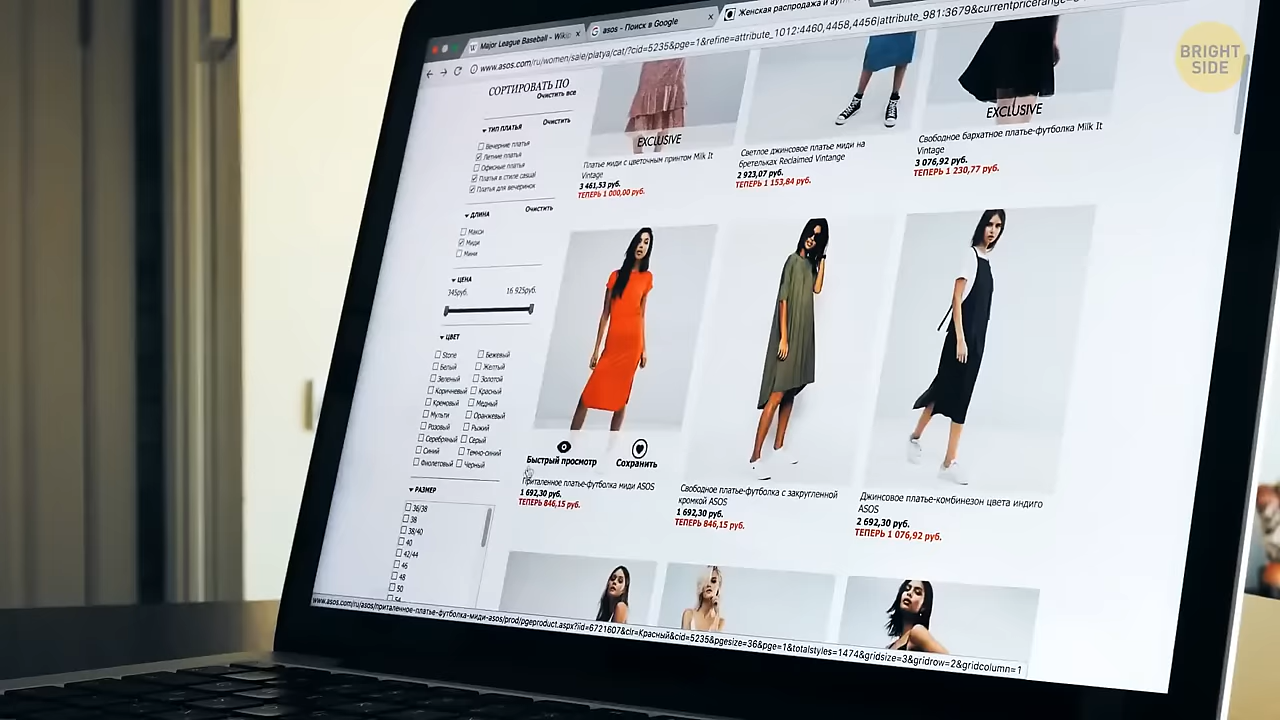 BRIGHT
SIDE
Major League Baseball - Wikip
asos - Поиск в Google
Женская распродажа и аут
www.asos.com/ru/women/sale/platya/cat/?cid=5235&pge=1&refine=attribute_1012:4460,4458,4456|attribute_981:3679&currentpricerange=
СОРТИРОВАТЬ ПО
Очистить все
ТИП ПЛАТЬЯ
Очистить
Вечерние платья
Летние платья
Офисные платья
Платья в стиле casual
Платья для вечеринок
ДЛИНА
Очистить
Макси
Миди
Мини
ЦЕНА
345руб.
16 925руб.
ЦВЕТ
Stone
Бежевый
Белый
Желтый
Зеленый
Золотой
Коричневый
Красный
Кремовый
Медный
Мульти
Оранжевый
Розовый
Рыжий
Серебряный
Серый
Синий
Темно-синий
Фиолетовый
Черный
РАЗМЕР
36/38
38
38/40
40
42/44
46
48
50
EXCLUSIVE
Платье миди с цветочным принтом Milk It
Vintage
3 461,53 руб.
ТЕПЕРЬ 1 000,00 руб.
Светлое джинсовое платье миди на
бретельках Reclaimed Vintange
2 923,07 руб.
ТЕПЕРЬ 1 153,84 руб.
EXCLUSIVE
Свободное бархатное платье-футболка Milk It
Vintage
3 076,92 руб.
ТЕПЕРЬ 1 230,77 руб.
Быстрый просмотр
Сохранить
Приталенное платье-футболка миди ASOS
1 692,30 руб.
ТЕПЕРЬ 846,15 руб.
Свободное платье-футболка с закругленной
кромкой ASOS
1 692,30 руб.
ТЕПЕРЬ 846,15 руб.
Джинсовое платье-комбинезон цвета индиго
ASOS
2 692,30 руб.
ТЕПЕРЬ 1 076,92 руб.
www.asos.com/ru/asos/приталенное-платье-футболка-миди-asos/prod/pgeproduct.aspx?iid=6721607&clr=Красный&cid=5235&pgesize=36&pge=1&totalstyles=1474&gridsize=3&gridrow=2&gridcolumn=1